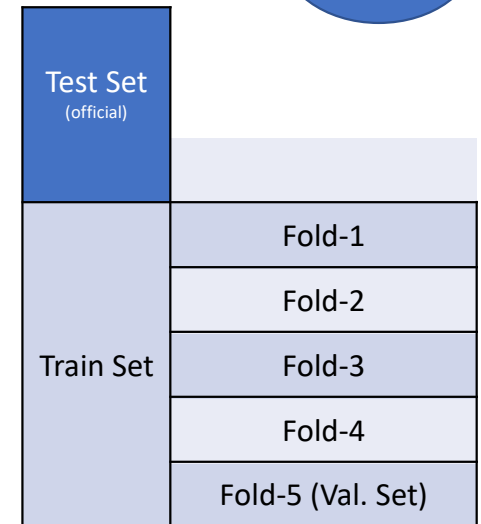 Test Set
(official)
Fold-1
Fold-2
Train Set
Fold-3
Fold-4
Fold-5 (Val. Set)